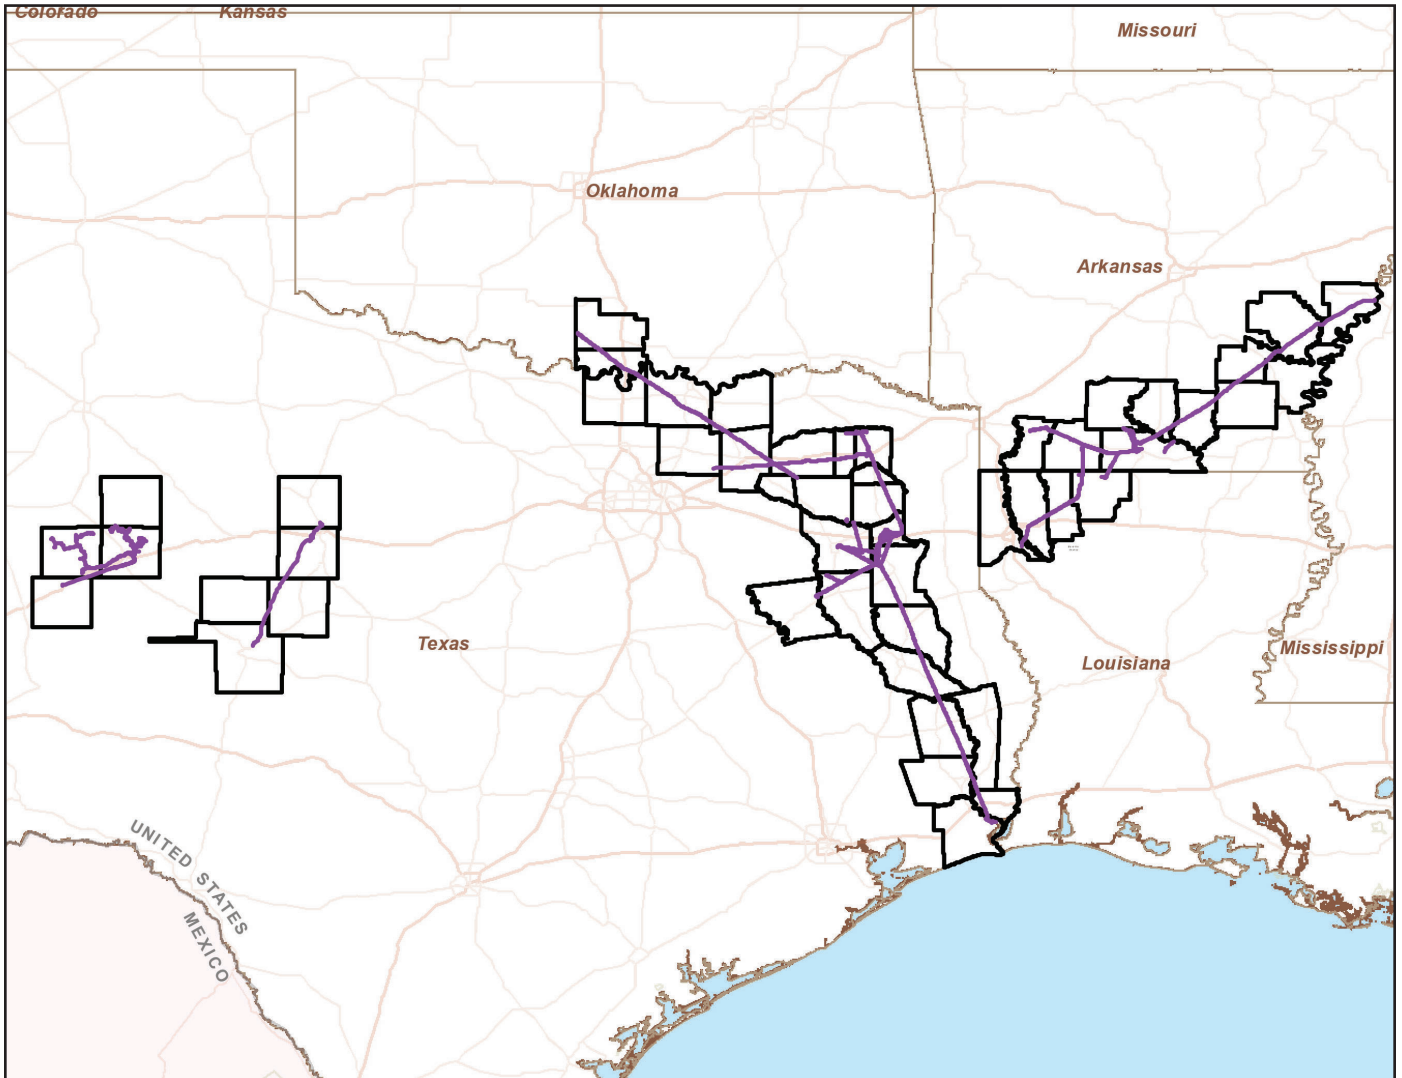 Colorado
Kansas
Missouri
Oklahoma
Arkansas
Texas
Louisiana
Mississippi
UNITED STATES
MEXICO